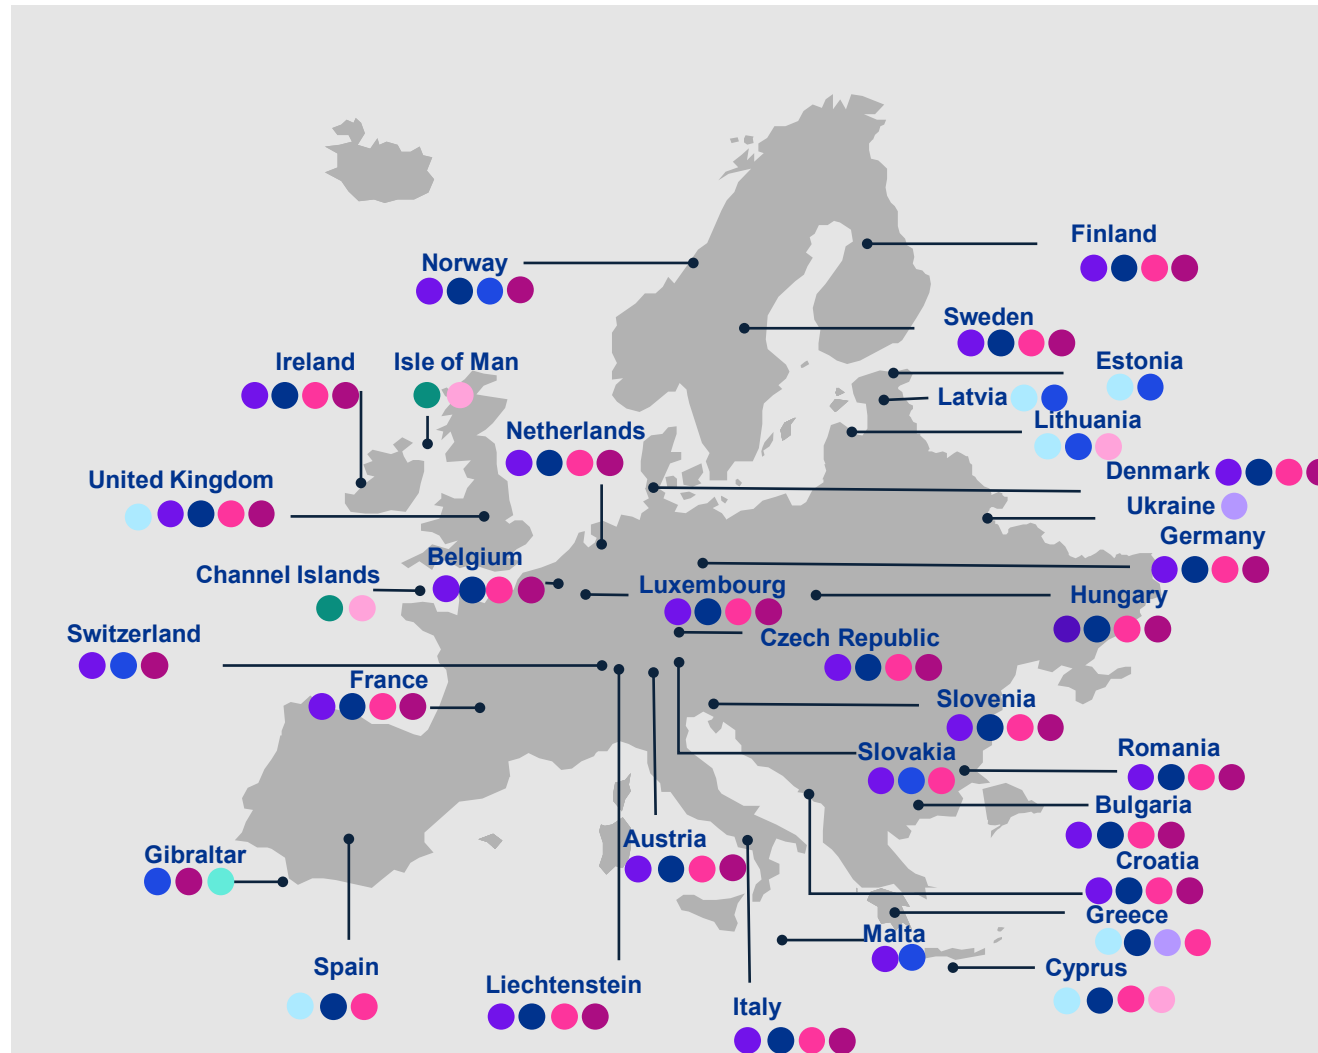 Finland
Norway
Sweden
Ireland
Isle of Man
Estonia
Latvia
Lithuania
Netherlands
Denmark
United Kingdom
Ukraine
Germany
Belgium
Channel Islands
Luxembourg
Hungary
Switzerland
Czech Republic
France
Slovenia
Slovakia
Romania
Bulgaria
Austria
Gibraltar
Croatia
Greece
Malta
Spain
Cyprus
Liechtenstein
Italy